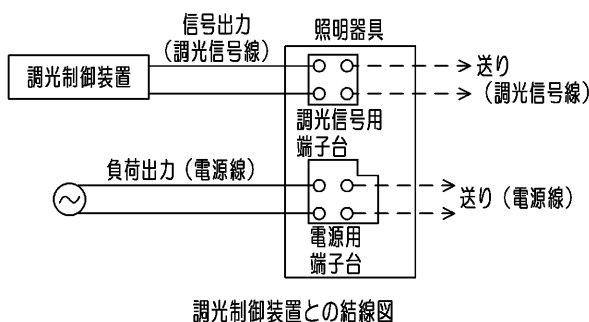 信号出力
(調光信号線)
照明器具
調光制御装置
送り
(調光信号線)
調光信号用
端子台
負荷出力(電源線)
送り(電源線)
電源用
端子台
調光制御装置との結線図